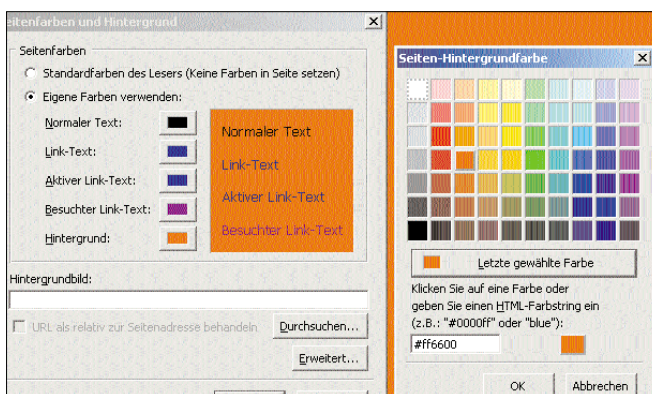 eitenfarben und Hintergrund
Seitenfarben
Standardfarben des Lesers (Keine Farben in Seite setzen)
Eigene Farben verwenden:
Normaler Text:
Link-Text:
Aktiver Link-Text:
Besuchter Link-Text:
Hintergrund:
Normaler Text
Link-Text
Aktiver Link-Text
Besuchter Link-Text
Hintergrundbild:
URL als relativ zur Seitenadresse behandeln
Durchsuchen...
Erweitert...
Seiten-Hintergrundfarbe
Letzte gewählte Farbe
Klicken Sie auf eine Farbe oder
geben Sie einen HTML-Farbstring ein
(z.B.: "#0000ff" oder "blue"):
#ff6600
OK
Abbrechen